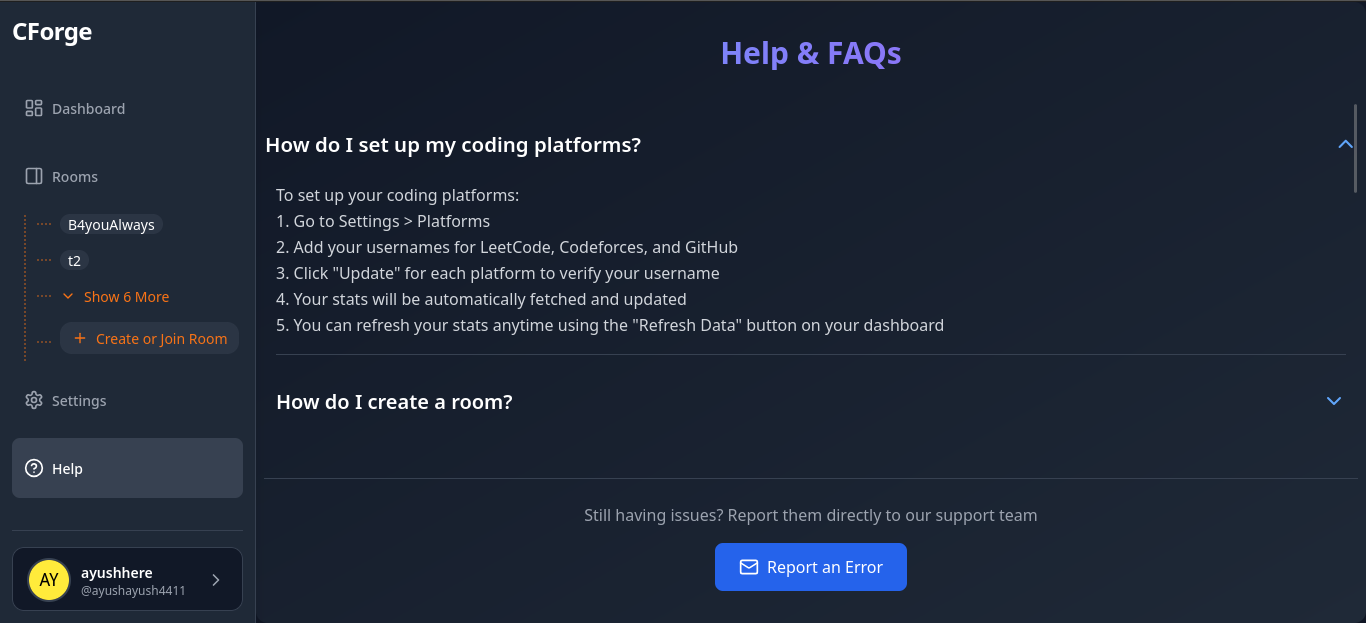 CForge
Dashboard
Rooms
B4youAlways
t2
Show 6 More
+ Create or Join Room
Settings
Help
AY
ayushhere
@ayushayush4411
Help & FAQs
How do I set up my coding platforms?
To set up your coding platforms:
1. Go to Settings > Platforms
2. Add your usernames for LeetCode, Codeforces, and GitHub
3. Click "Update" for each platform to verify your username
4. Your stats will be automatically fetched and updated
5. You can refresh your stats anytime using the "Refresh Data" button on your dashboard
How do I create a room?
Still having issues? Report them directly to our support team
Report an Error